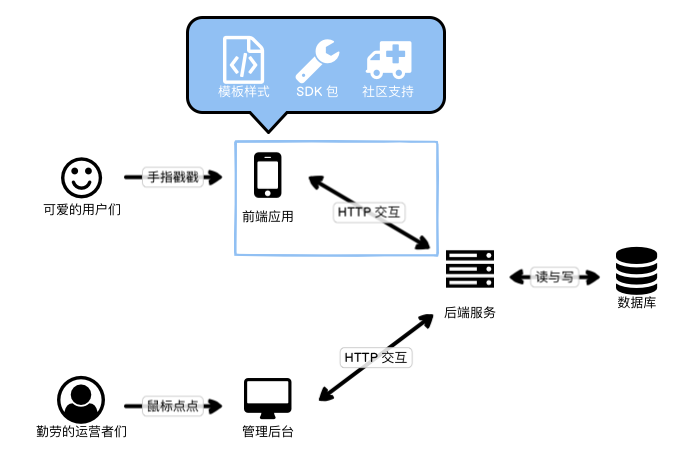 模板样式
SDK 包
社区支持
手指戳戳
可爱的用户们
前端应用
HTTP 交互
读与写
后端服务
数据库
HTTP 交互
鼠标点点
勤劳的运营者们
管理后台